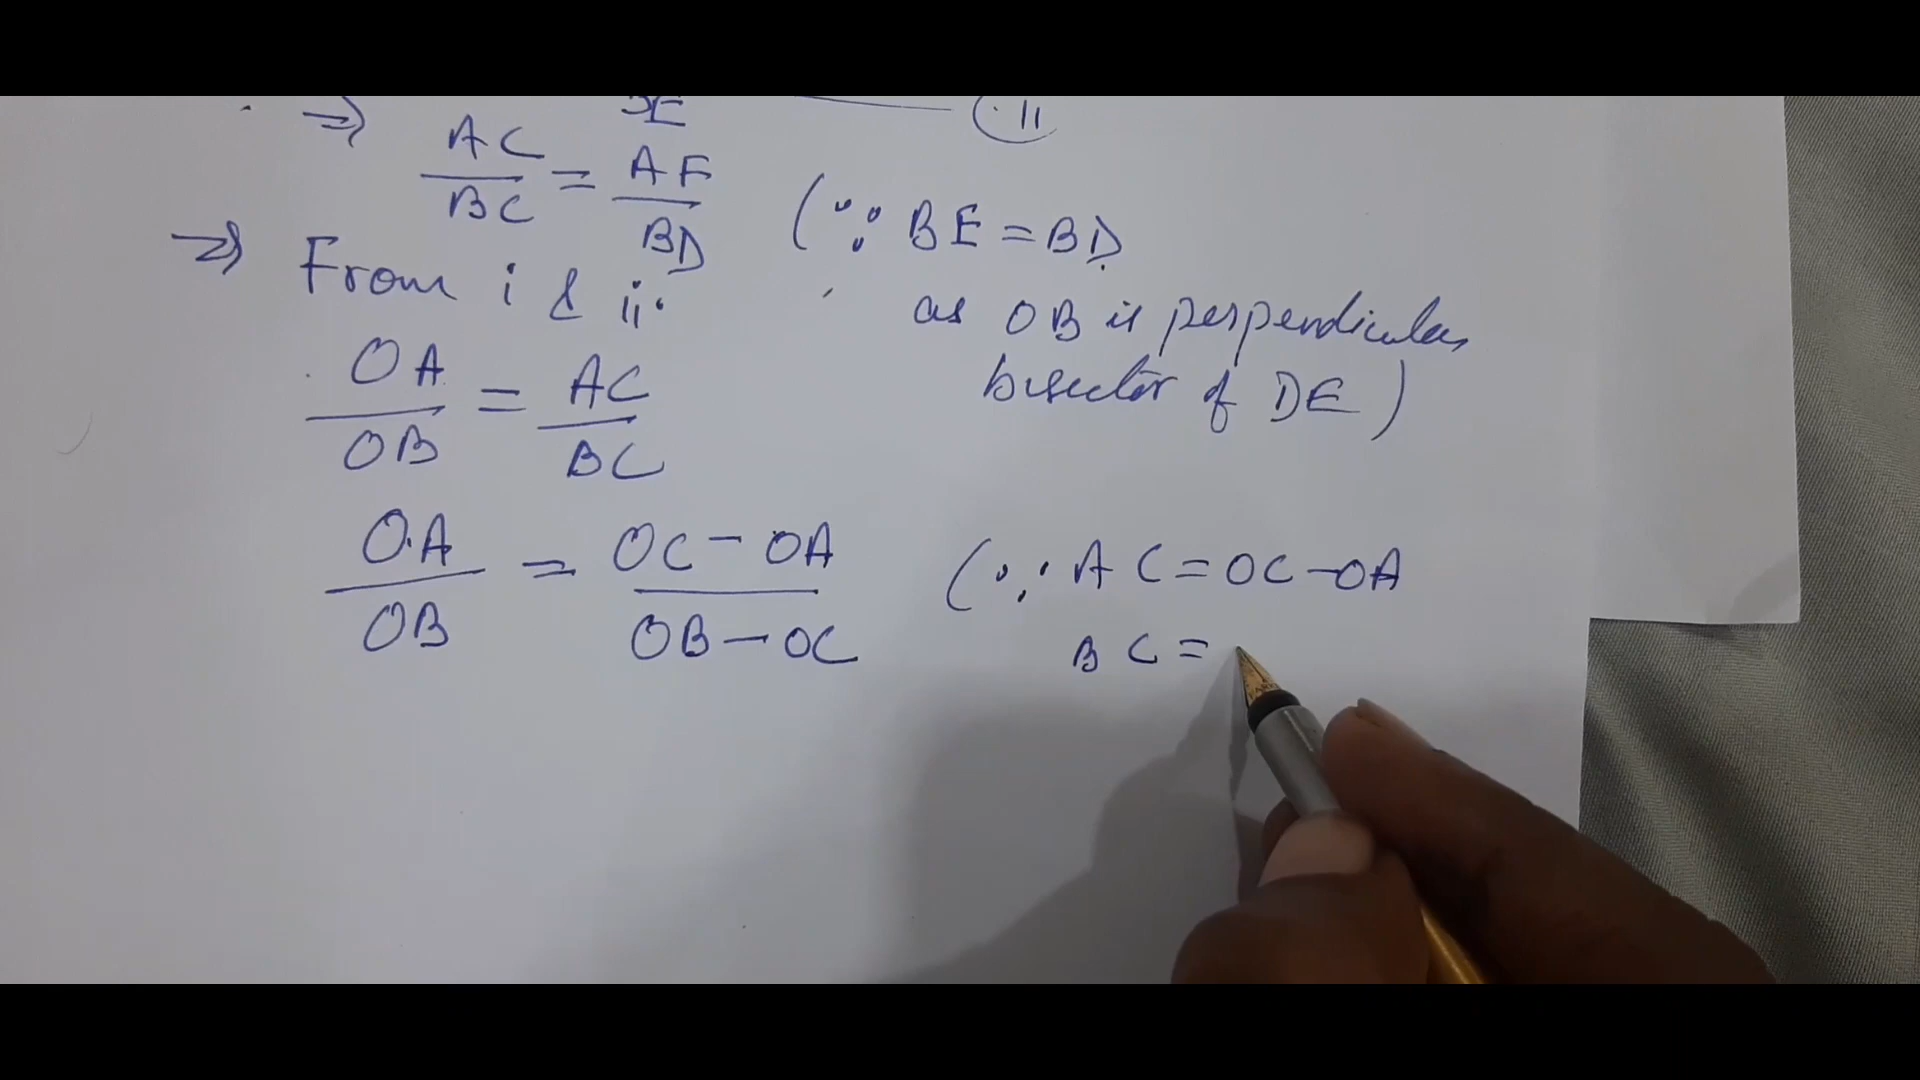 ⇒ AC/BC = AF/BD (∵ BE = BD
⇒ From i & ii
as OB is perpendicular
OA/OB = AC/BC
bisector of DE)
OA/OB = OC-OA/OB-OC (∵ AC = OC-OA
BC =
ii